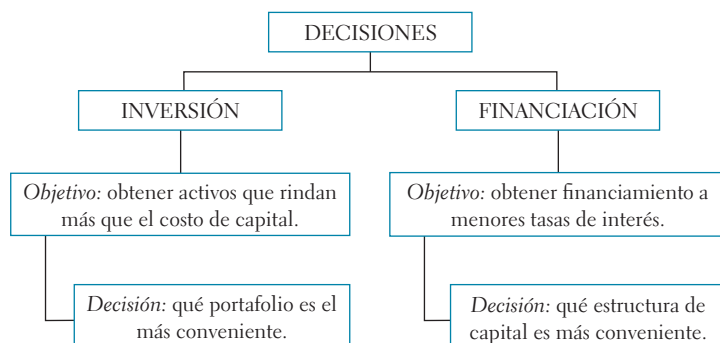 DECISIONES
INVERSIÓN
FINANCIACIÓN
Objetivo: obtener activos que rindan
más que el costo de capital.
Objetivo: obtener financiamiento a
menores tasas de interés.
Decisión: qué portafolio es el
más conveniente.
Decisión: qué estructura de
capital es más conveniente.